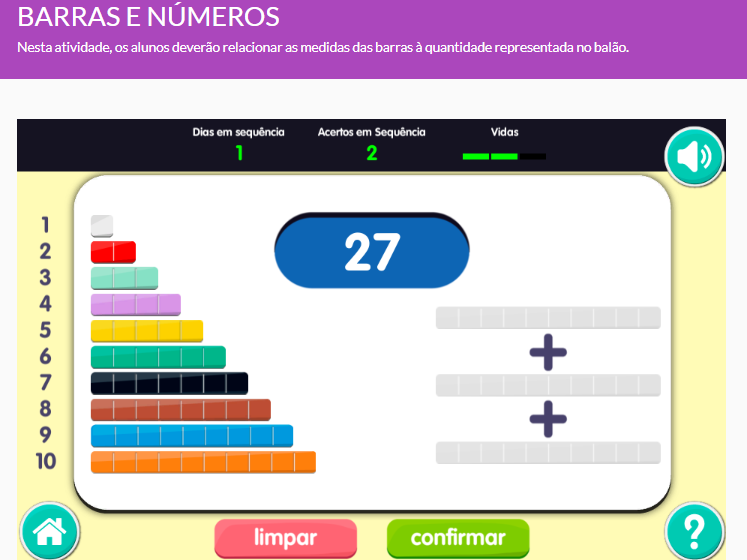 BARRAS E NÚMEROS
Nesta atividade, os alunos deverão relacionar as medidas das barras à quantidade representada no balão.
Dias em sequência
1
Acertos em Sequência
2
Vidas
1
2
3
4
5
6
7
8
9
10
27
+
+
limpar
confirmar
?